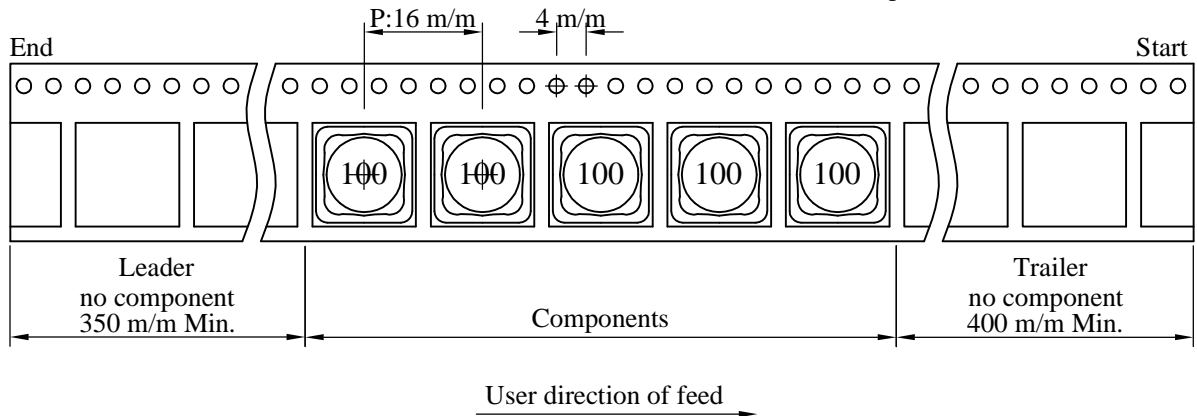 P:16 m/m
4 m/m
End
Start
100
100
100
100
100
Leader
no component
350 m/m Min.
Components
Trailer
no component
400 m/m Min.
User direction of feed